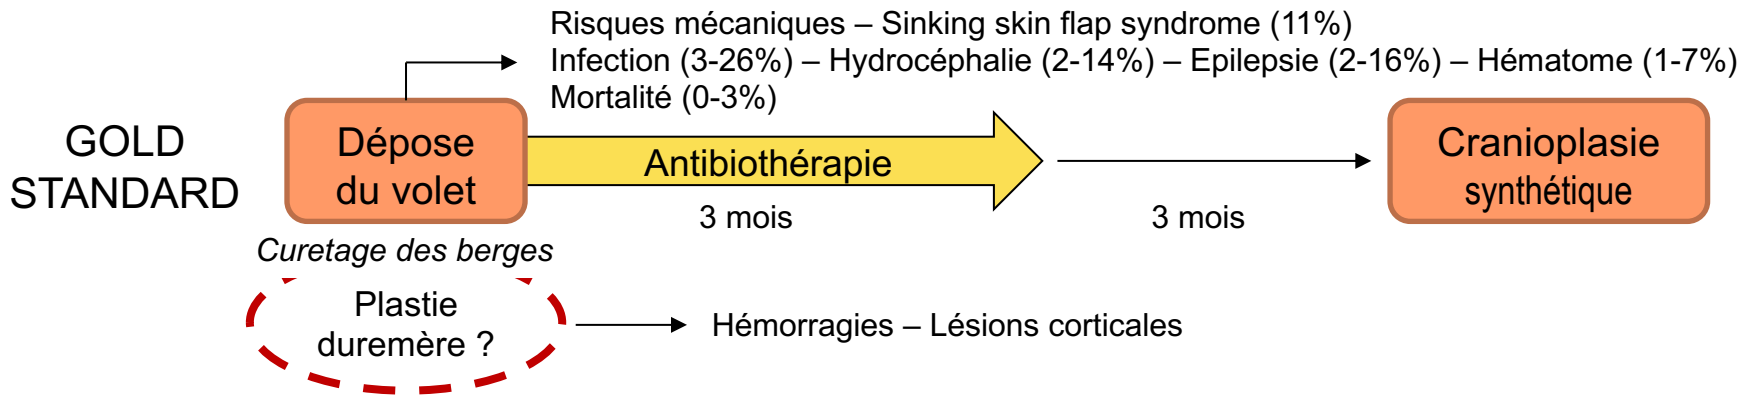 Risques mécaniques – Sinking skin flap syndrome (11%)
Infection (3-26%) – Hydrocéphalie (2-14%) – Epilepsie (2-16%) – Hématome (1-7%)
Mortalité (0-3%)
GOLD
STANDARD
Dépose
du volet
Antibiothérapie
Cranioplasie
synthétique
3 mois
3 mois
Curetage des berges
Plastie
duremère ?
Hémorragies – Lésions corticales